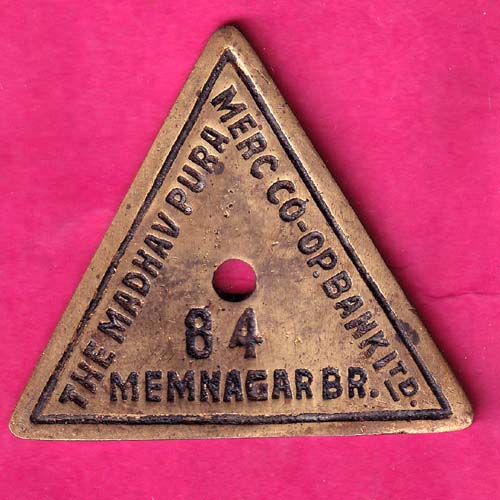 THE MADHAV PURA
MERC CO-OP. BANK LTD.
84
MEMNAGAR BR.